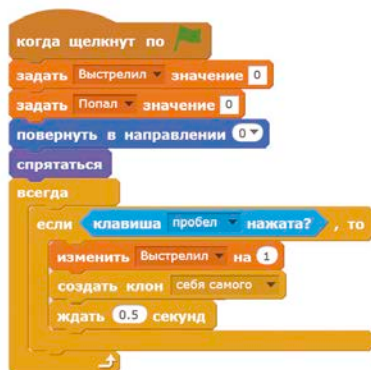 когда щелкнут по
задать Выстрелил значение 0
задать Попал значение 0
повернуть в направлении 0
спрятаться
всегда
если клавиша пробел нажата? , то
изменить Выстрелил на 1
создать клон себя самого
ждать 0.5 секунд